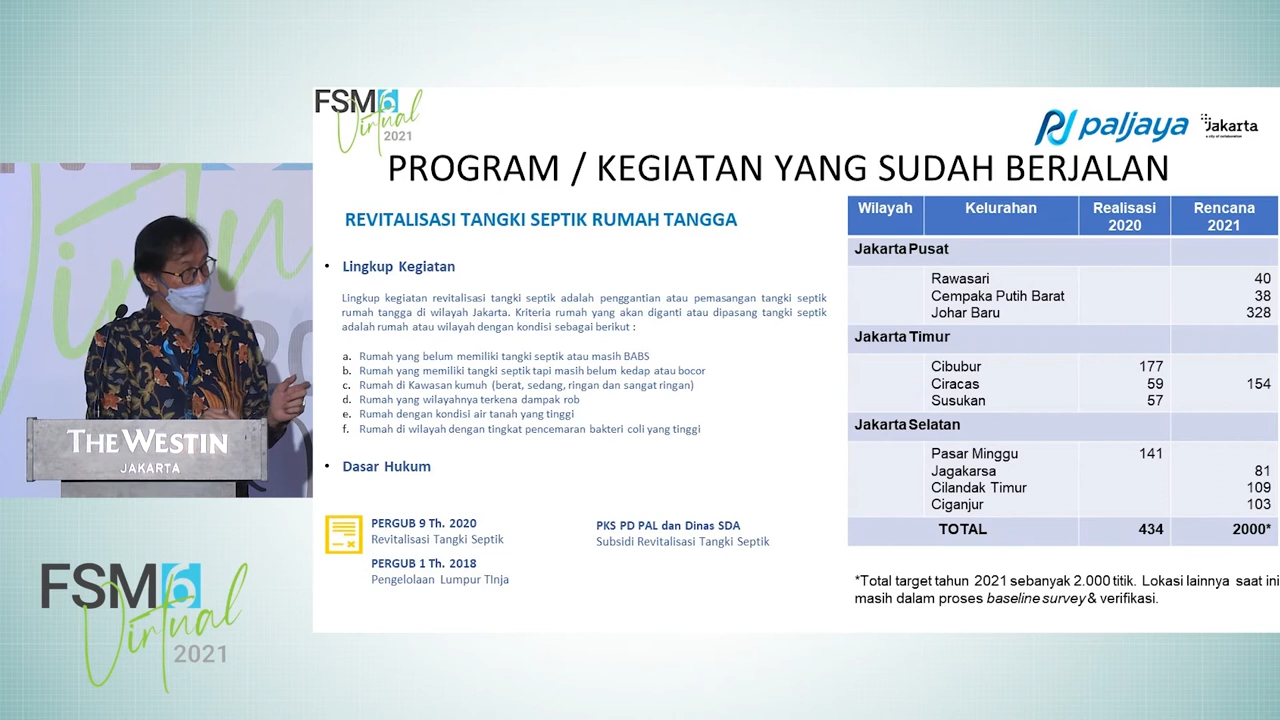 FSM6
Virtual
2021
paljaya
Jakarta
a city of collaboration
PROGRAM / KEGIATAN YANG SUDAH BERJALAN
REVITALISASI TANGKI SEPTIK RUMAH TANGGA
• Lingkup Kegiatan
Lingkup kegiatan revitalisasi tangki septik adalah penggantian atau pemasangan tangki septik
rumah tangga di wilayah Jakarta. Kriteria rumah yang akan diganti atau dipasang tangki septik
adalah rumah atau wilayah dengan kondisi sebagai berikut :
a. Rumah yang belum memiliki tangki septik atau masih BABS
b. Rumah yang memiliki tangki septik tapi masih belum kedap atau bocor
c. Rumah di Kawasan kumuh (berat, sedang, ringan dan sangat ringan)
d. Rumah yang wilayahnya terkena dampak rob
e. Rumah dengan kondisi air tanah yang tinggi
f. Rumah di wilayah dengan tingkat pencemaran bakteri coli yang tinggi
• Dasar Hukum
PERGUB 9 Th. 2020
Revitalisasi Tangki Septik
PERGUB 1 Th. 2018
Pengelolaan Lumpur TInja
PKS PD PAL dan Dinas SDA
Subsidi Revitalisasi Tangki Septik
Wilayah Kelurahan Realisasi 2020 Rencana 2021
Jakarta Pusat
Rawasari 40
Cempaka Putih Barat 38
Johar Baru 328
Jakarta Timur
Cibubur 177
Ciracas 59 154
Susukan 57
Jakarta Selatan
Pasar Minggu 141
Jagakarsa 81
Cilandak Timur 109
Ciganjur 103
TOTAL 434 2000*
*Total target tahun 2021 sebanyak 2.000 titik. Lokasi lainnya saat ini
masih dalam proses baseline survey & verifikasi.
THE WESTIN
JAKARTA
FSM6
Virtual
2021